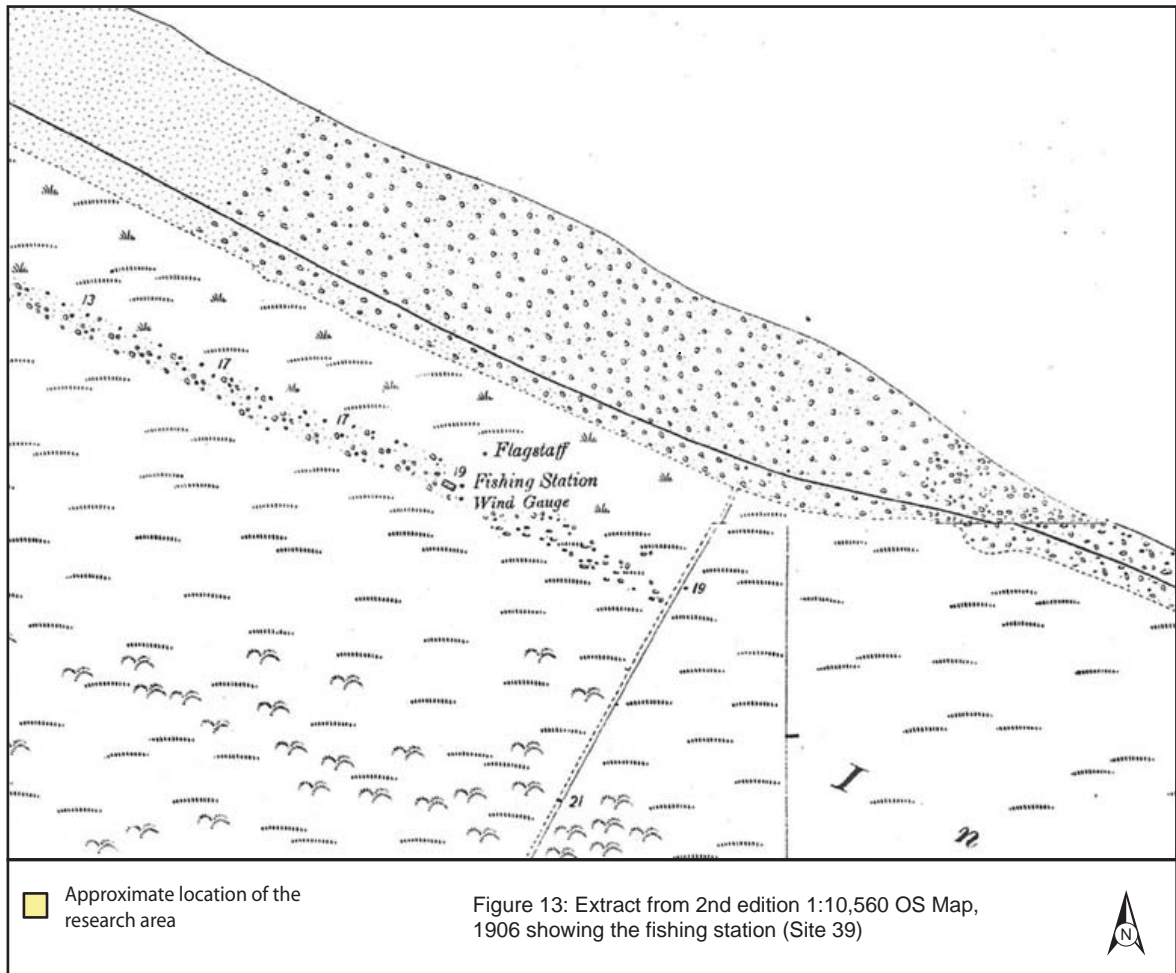 13
17
17
Flagstaff
19
Fishing Station
Wind Gauge
19
21
I
n
Approximate location of the
research area
Figure 13: Extract from 2nd edition 1:10,560 OS Map,
1906 showing the fishing station (Site 39)
N